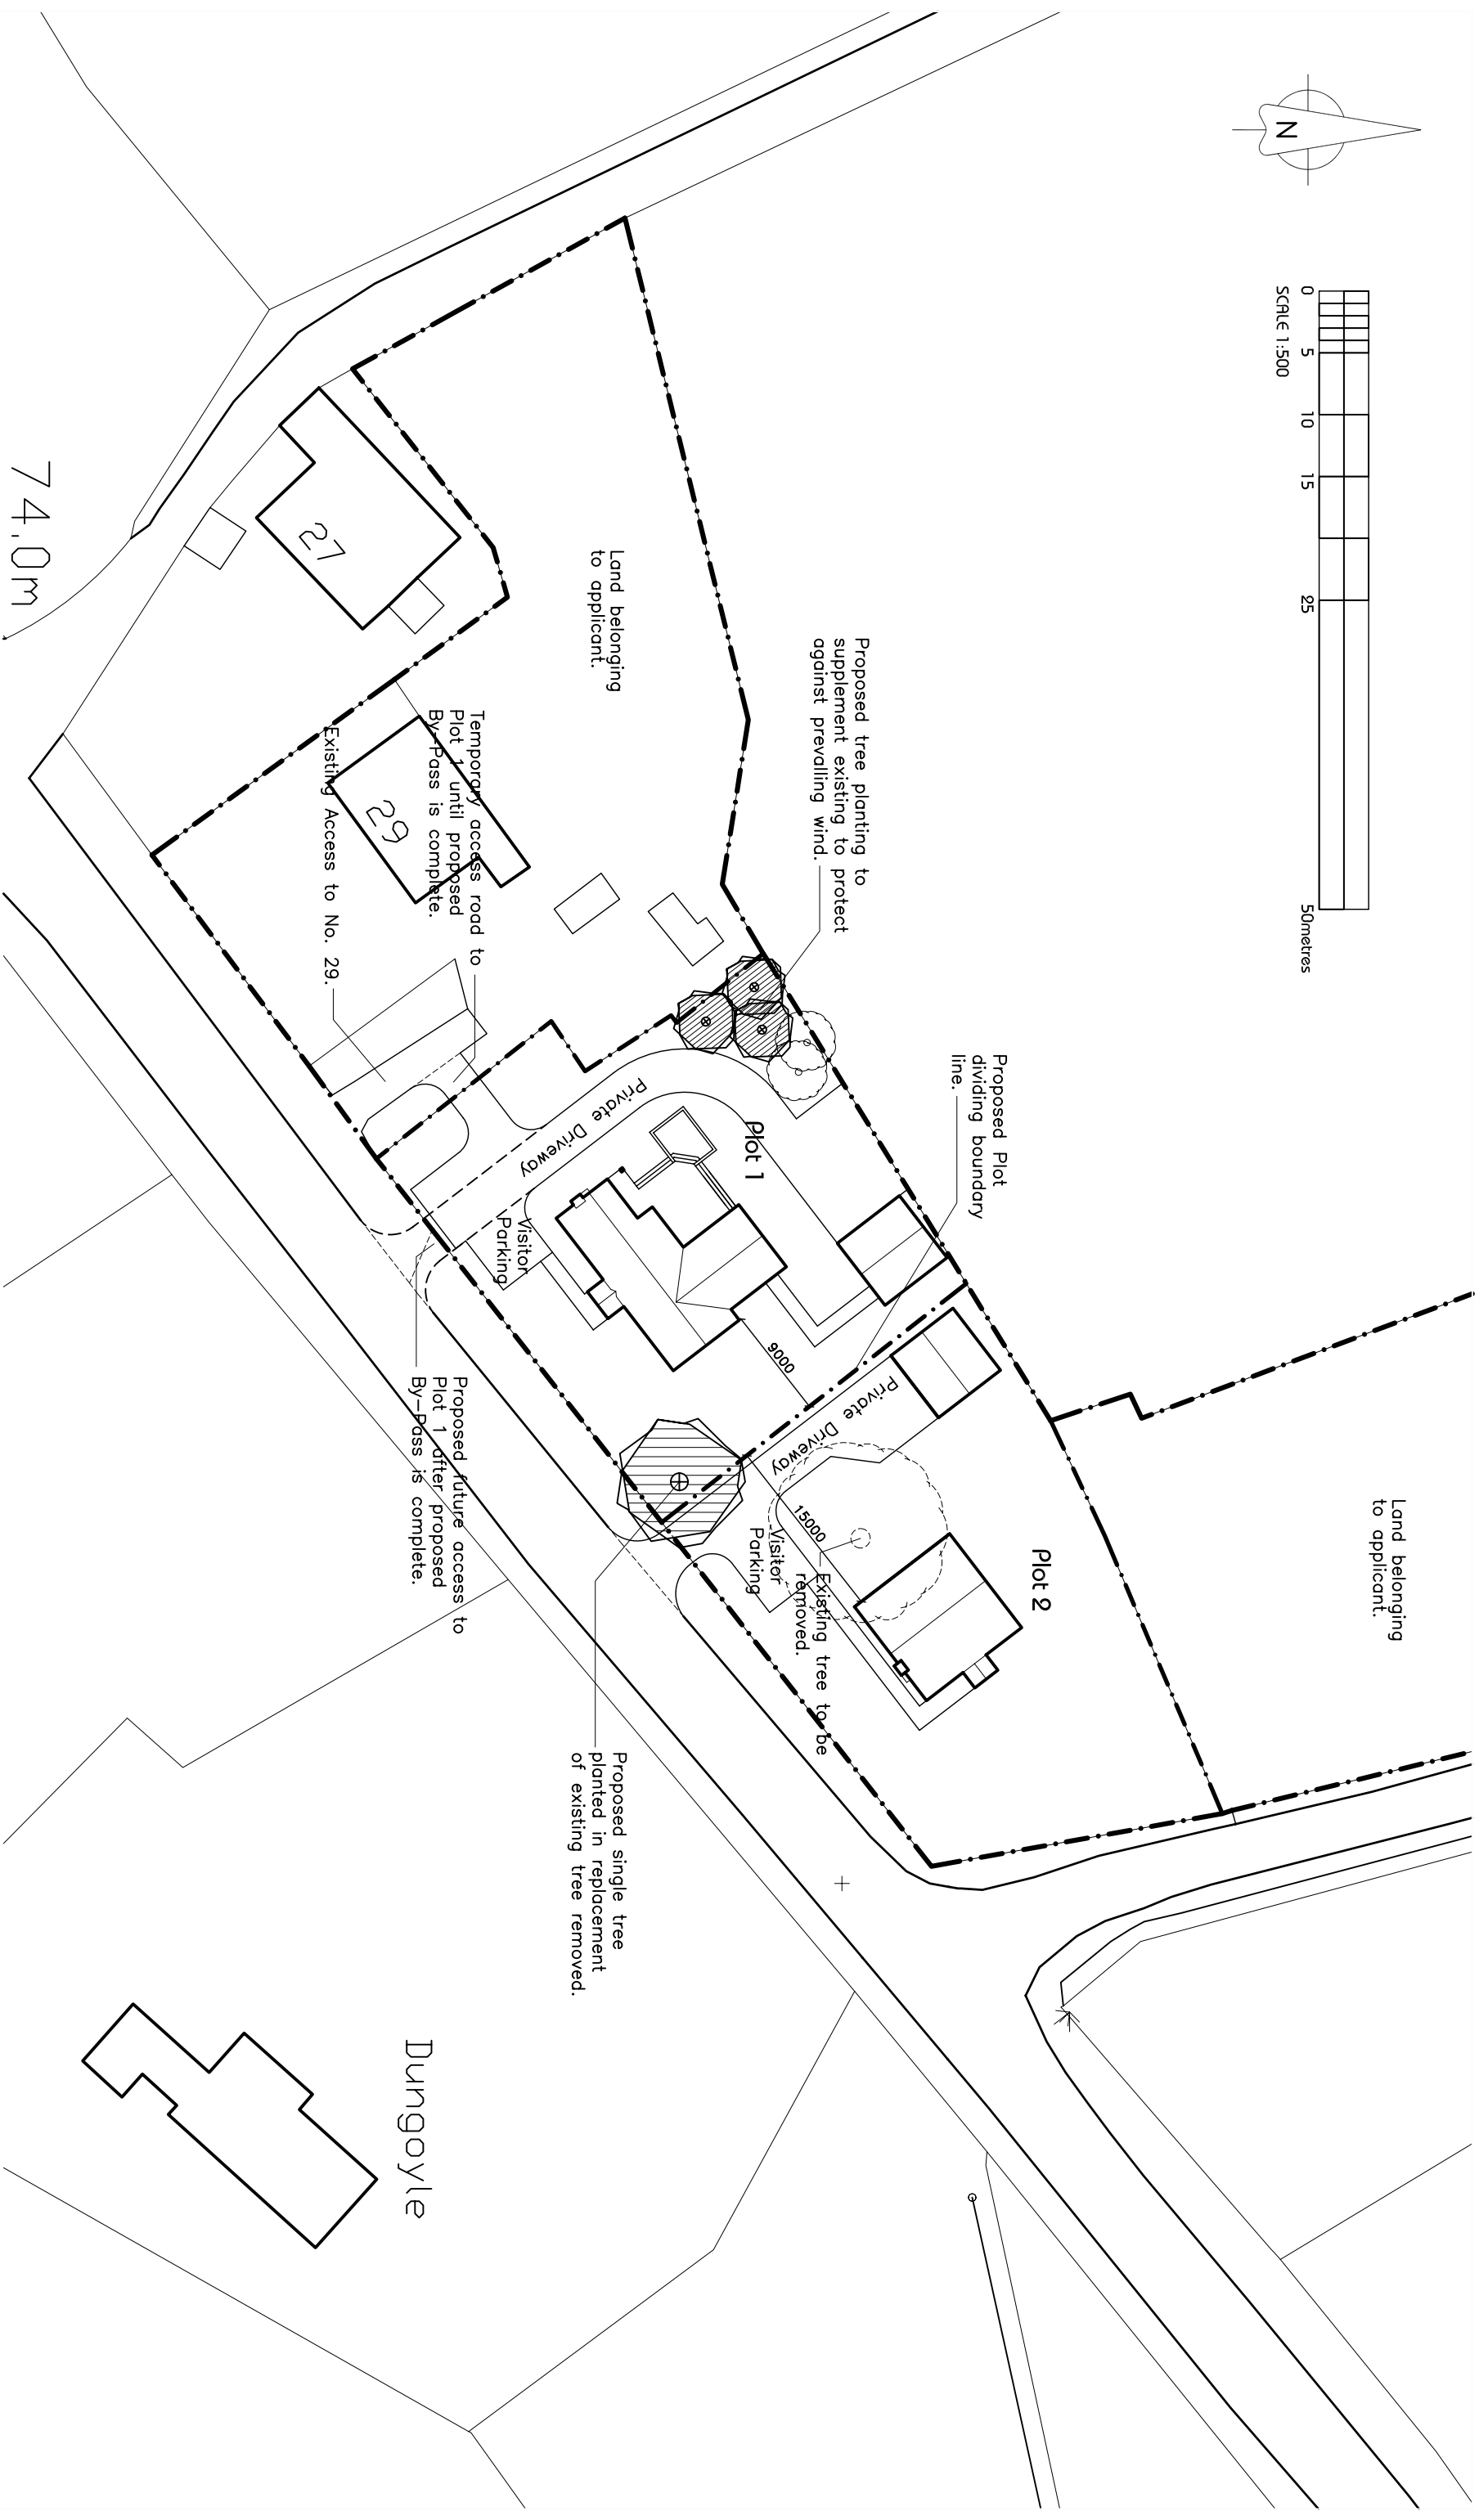 N
0 5 10 15 25 50metres
SCALE 1:500
Land belonging
to applicant.
Proposed tree planting to
supplement existing to protect
against prevailing wind.
Proposed Plot
dividing boundary
line.
Land belonging
to applicant.
27
29
Temporary access road to
Plot 1 until proposed
By-Pass is complete.
Existing Access to No. 29.
Plot 1
Private Driveway
Visitor
Parking
9000
Private Driveway
Plot 2
15000
Visitor
Parking
Existing tree to be
removed.
Proposed future access to
Plot 1 after proposed
By-Pass is complete.
Proposed single tree
planted in replacement
of existing tree removed.
Dungoyle
74.0m